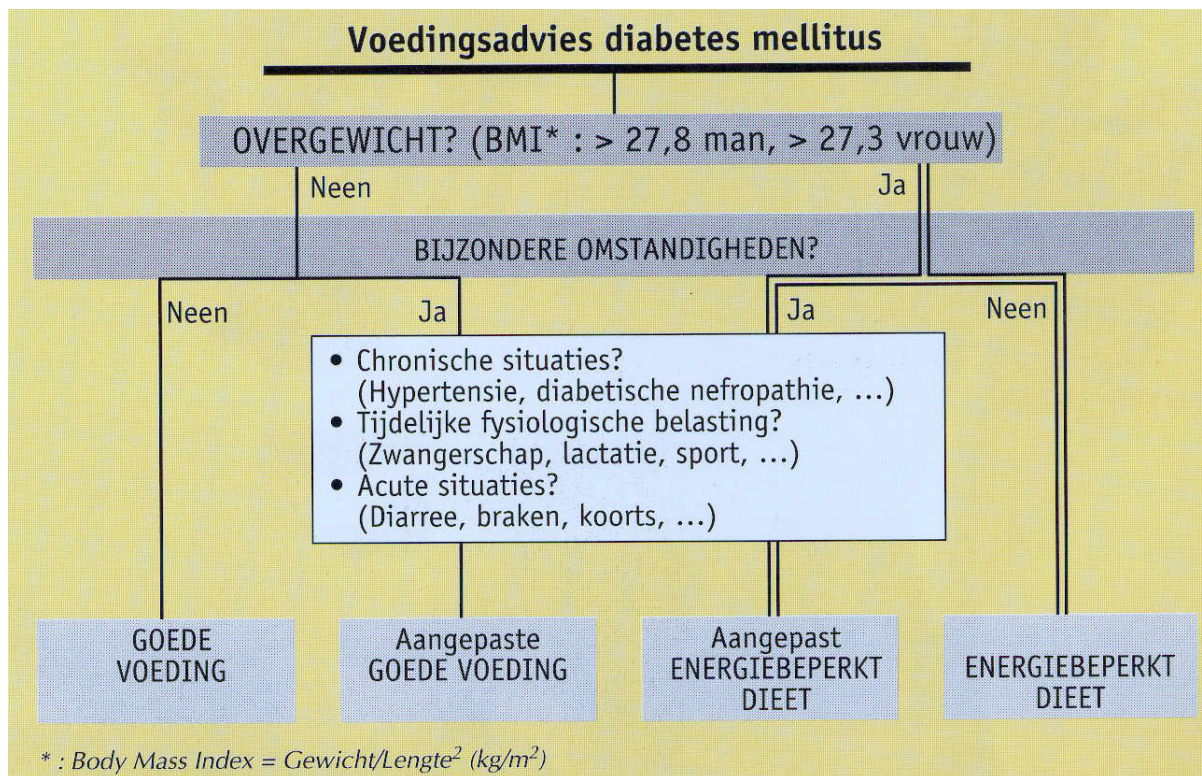 Voedingsadvies diabetes mellitus
OVERGEWICHT? (BMI* : > 27,8 man, > 27,3 vrouw)
Neen
Ja
BIJZONDERE OMSTANDIGHEDEN?
Neen
Ja
Ja
Neen
• Chronische situaties?
(Hypertensie, diabetische nefropathie, ...)
• Tijdelijke fysiologische belasting?
(Zwangerschap, lactatie, sport, ...)
• Acute situaties?
(Diarree, braken, koorts, ...)
GOEDE
VOEDING
Aangepaste
GOEDE VOEDING
Aangepast
ENERGIEBEPERKT
DIEET
ENERGIEBEPERKT
DIEET
* : Body Mass Index = Gewicht/Lengte² (kg/m²)